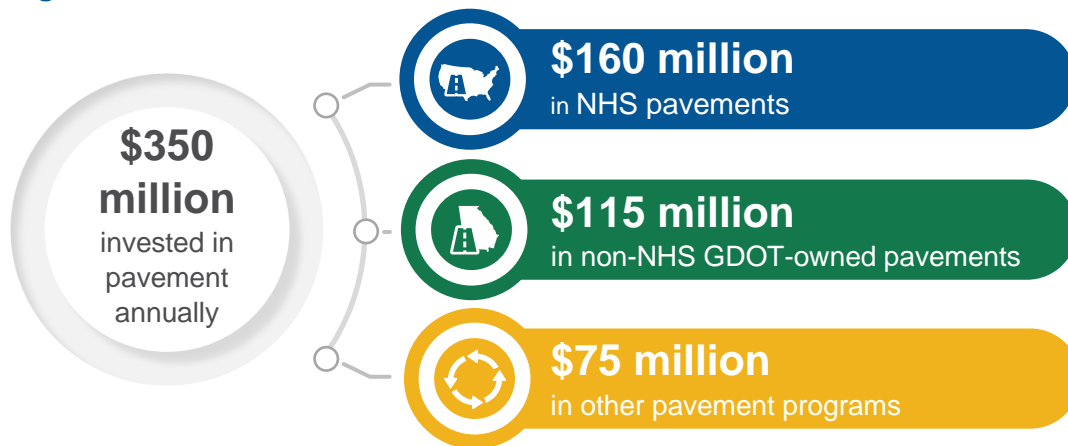 $350
million
invested in
pavement
annually
$160 million
in NHS pavements
$115 million
in non-NHS GDOT-owned pavements
$75 million
in other pavement programs